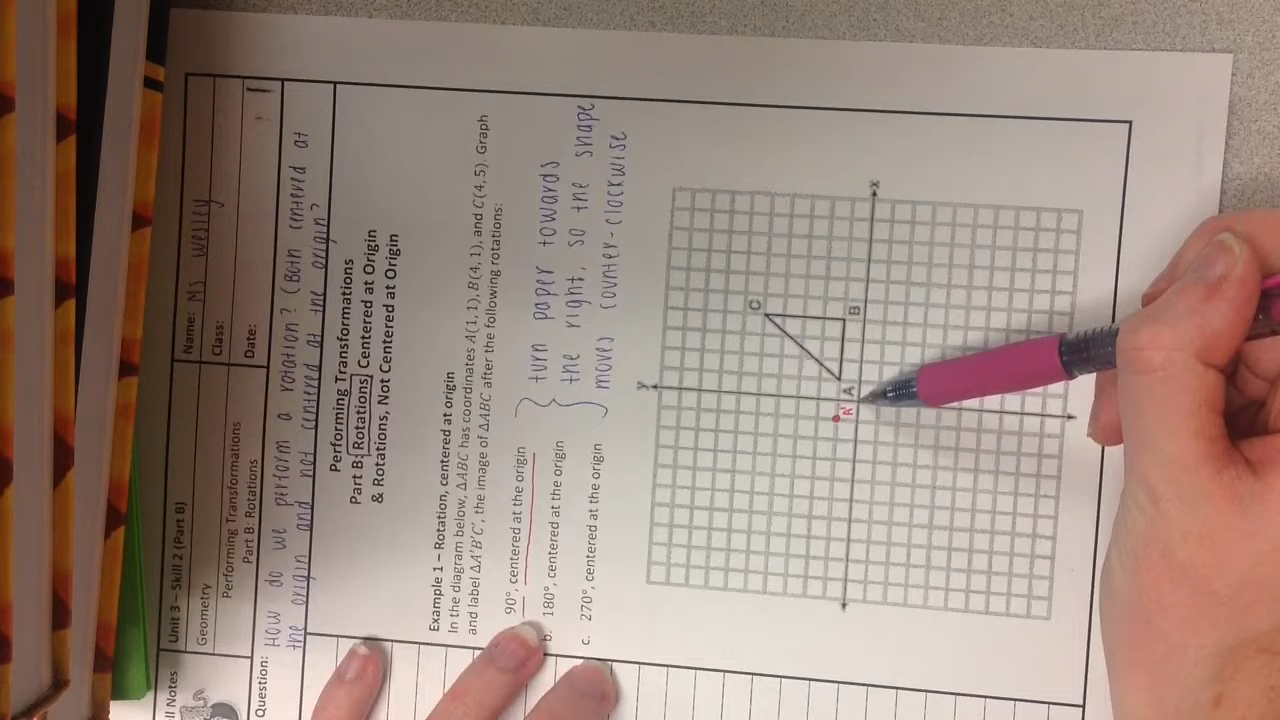 ll Notes
Unit 3 – Skill 2 (Part B)
Geometry
Performing Transformations
Part B: Rotations
Name: Ms Wesley
Class:
Date:
Question: How do we perform a rotation? (Both centered at
the origin and not centered at the origin?
Performing Transformations
Part B: Rotations Centered at Origin
& Rotations, Not Centered at Origin
Example 1 – Rotation, centered at origin
In the diagram below, ΔABC has coordinates A(1, 1), B(4, 1), and C(4, 5). Graph
and label ΔA'B'C', the image of ΔABC after the following rotations:
90°, centered at the origin
b. 180°, centered at the origin
c. 270°, centered at the origin
turn paper towards
the right, so the shape
moves counter-clockwise
y
x
C
B
A
A'